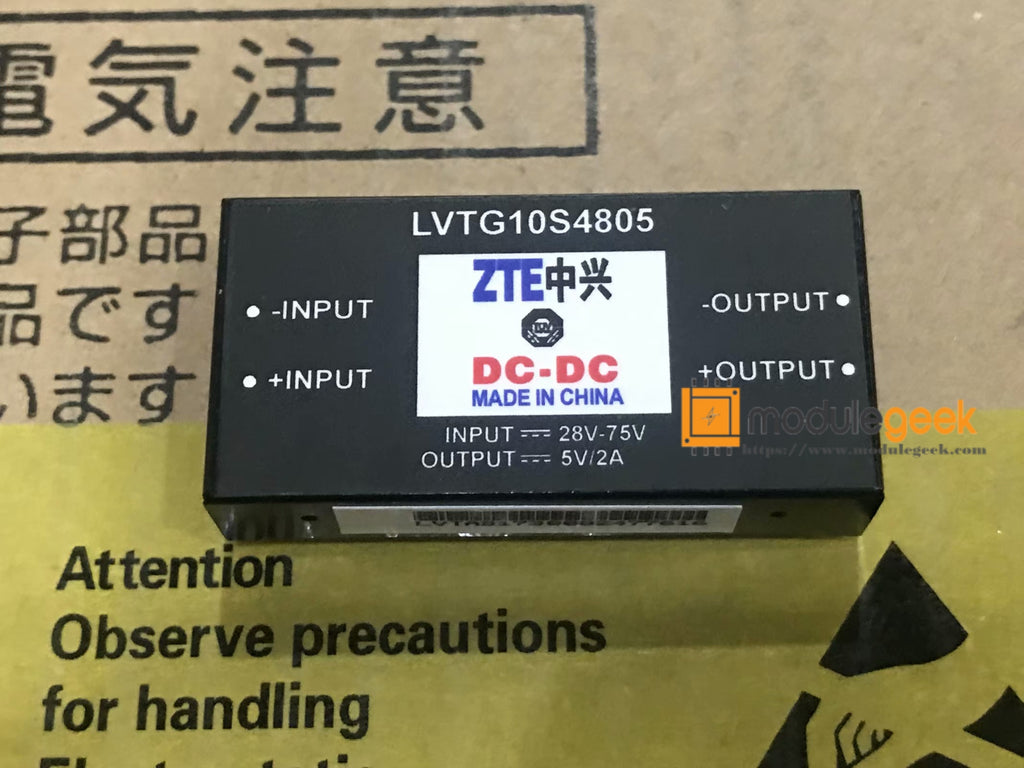 電気注意
子部品
品です
います
LVTG10S4805
ZTE中兴
-INPUT
-OUTPUT
+INPUT
+OUTPUT
DC-DC
MADE IN CHINA
INPUT ⎓ 28V-75V
OUTPUT ⎓ 5V/2A
modulegeek
https://www.modulegeek.com
Attention
Observe precautions
for handling